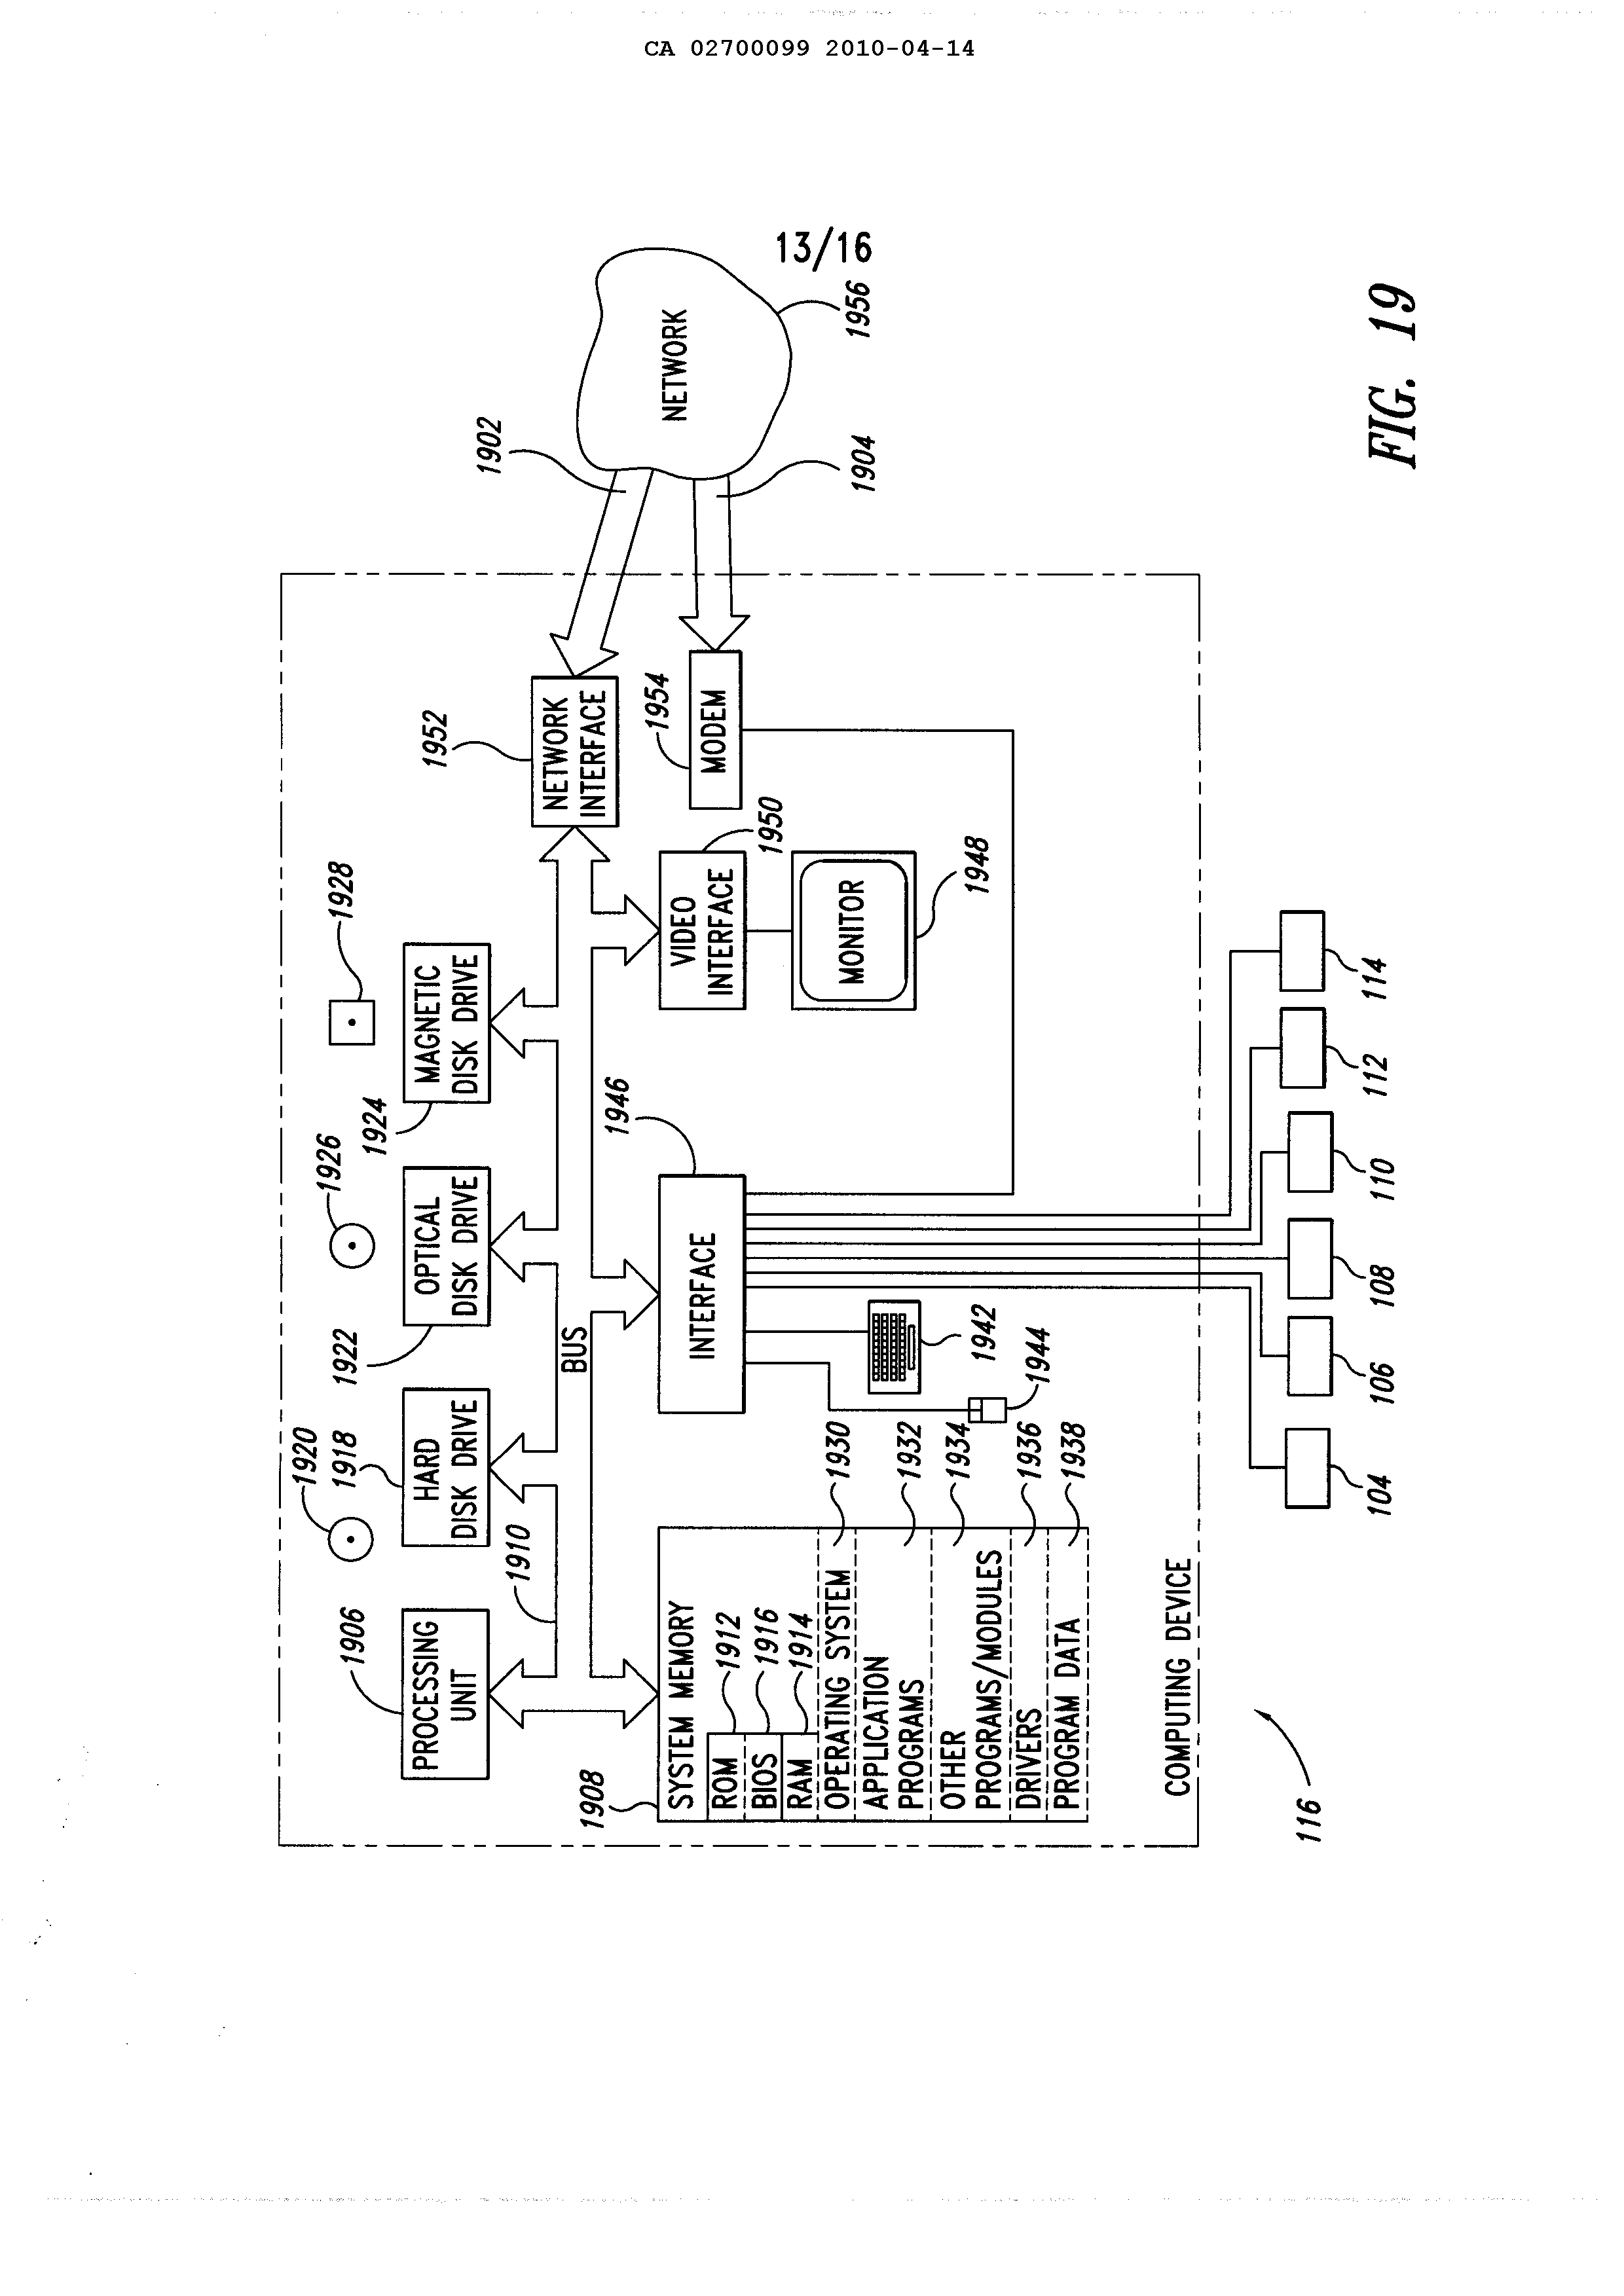 CA 02700099 2010-04-14
13/16
1920
1926
1928
1918
1922
1924
1906
PROCESSING
UNIT
HARD
DISK DRIVE
OPTICAL
DISK DRIVE
MAGNETIC
DISK DRIVE
1952
1902
1910
BUS
NETWORK
INTERFACE
NETWORK
1908
1946
1954
SYSTEM MEMORY
ROM
1912
BIOS
1916
RAM
1914
INTERFACE
VIDEO
INTERFACE
1950
MODEM
1956
1904
OPERATING SYSTEM
1930
APPLICATION
PROGRAMS
1932
OTHER
PROGRAMS/MODULES
1934
DRIVERS
1936
PROGRAM DATA
1938
MONITOR
1948
1942
1944
COMPUTING DEVICE
116
104
106
108
110
112
114
FIG. 19